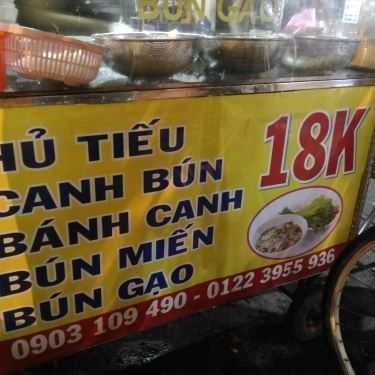 BÚN GẠO
HỦ TIẾU
18K
CANH BÚN
BÁNH CANH
BÚN MIẾN
BÚN GẠO
0903 109 490 - 0122 3955 936